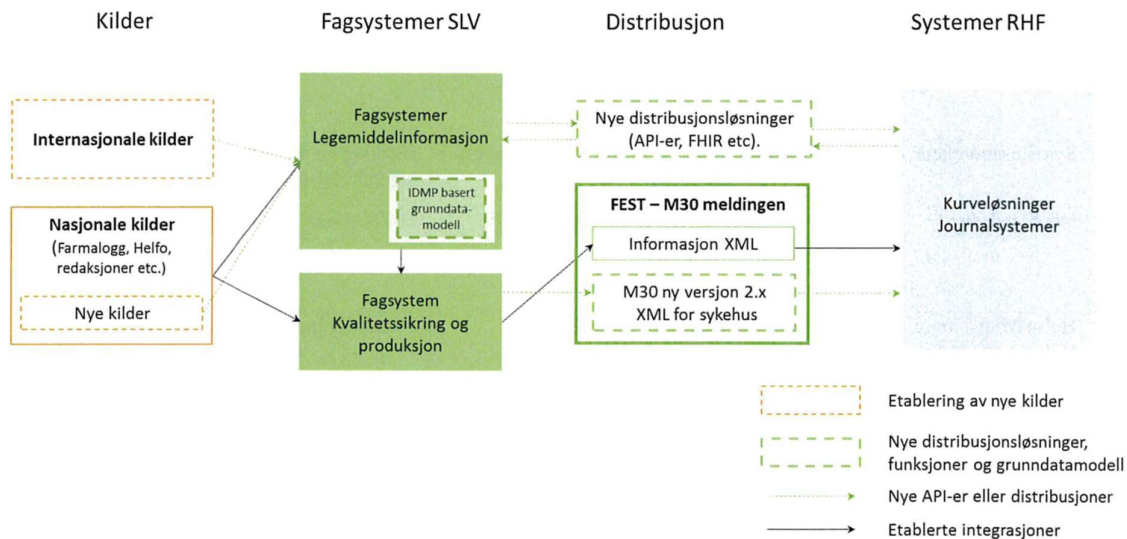 Kilder
Fagsystemer SLV
Distribusjon
Systemer RHF
Internasjonale kilder
Nasjonale kilder
(Farmalogg, Helfo,
redaksjoner etc.)
Nye kilder
Fagsystemer
Legemiddelinformasjon
IDMP basert
grunndata-
modell
Fagsystem
Kvalitetssikring og
produksjon
Nye distribusjonsløsninger
(API-er, FHIR etc).
FEST – M30 meldingen
Informasjon XML
M30 ny versjon 2.x
XML for sykehus
Kurveløsninger
Journalsystemer
Etablering av nye kilder
Nye distribusjonsløsninger,
funksjoner og grunndatamodell
Nye API-er eller distribusjoner
Etablerte integrasjoner